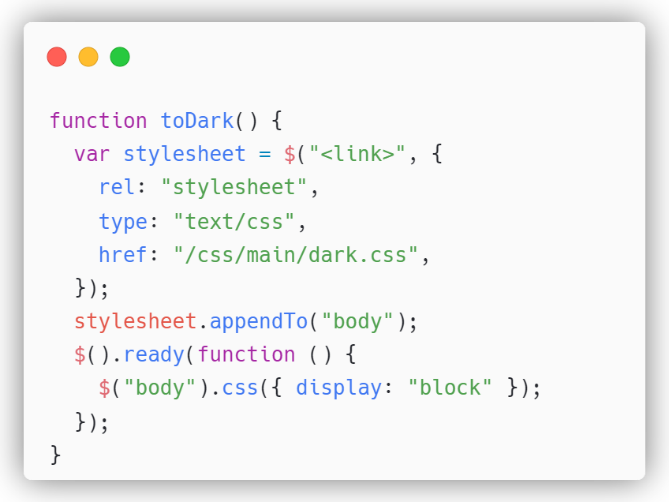 function toDark() {
  var stylesheet = $("<link>", {
    rel: "stylesheet",
    type: "text/css",
    href: "/css/main/dark.css",
  });
  stylesheet.appendTo("body");
  $().ready(function () {
    $("body").css({ display: "block" });
  });
}